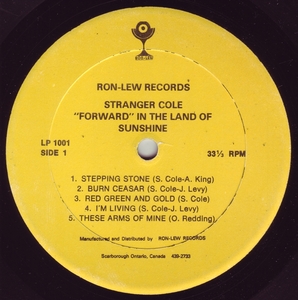 RON-LEW
RON-LEW RECORDS
STRANGER COLE
"FORWARD" IN THE LAND OF
SUNSHINE
LP 1001
SIDE 1
33⅓ RPM
1. STEPPING STONE (S. Cole-A. King)
2. BURN CEASAR (S. Cole-J. Levy)
3. RED GREEN AND GOLD (S. Cole)
4. I'M LIVING (S. Cole-J. Levy)
5. THESE ARMS OF MINE (O. Redding)
Manufactured and Distributed by RON-LEW RECORDS
Scarborough Ontario, Canada 439-2733